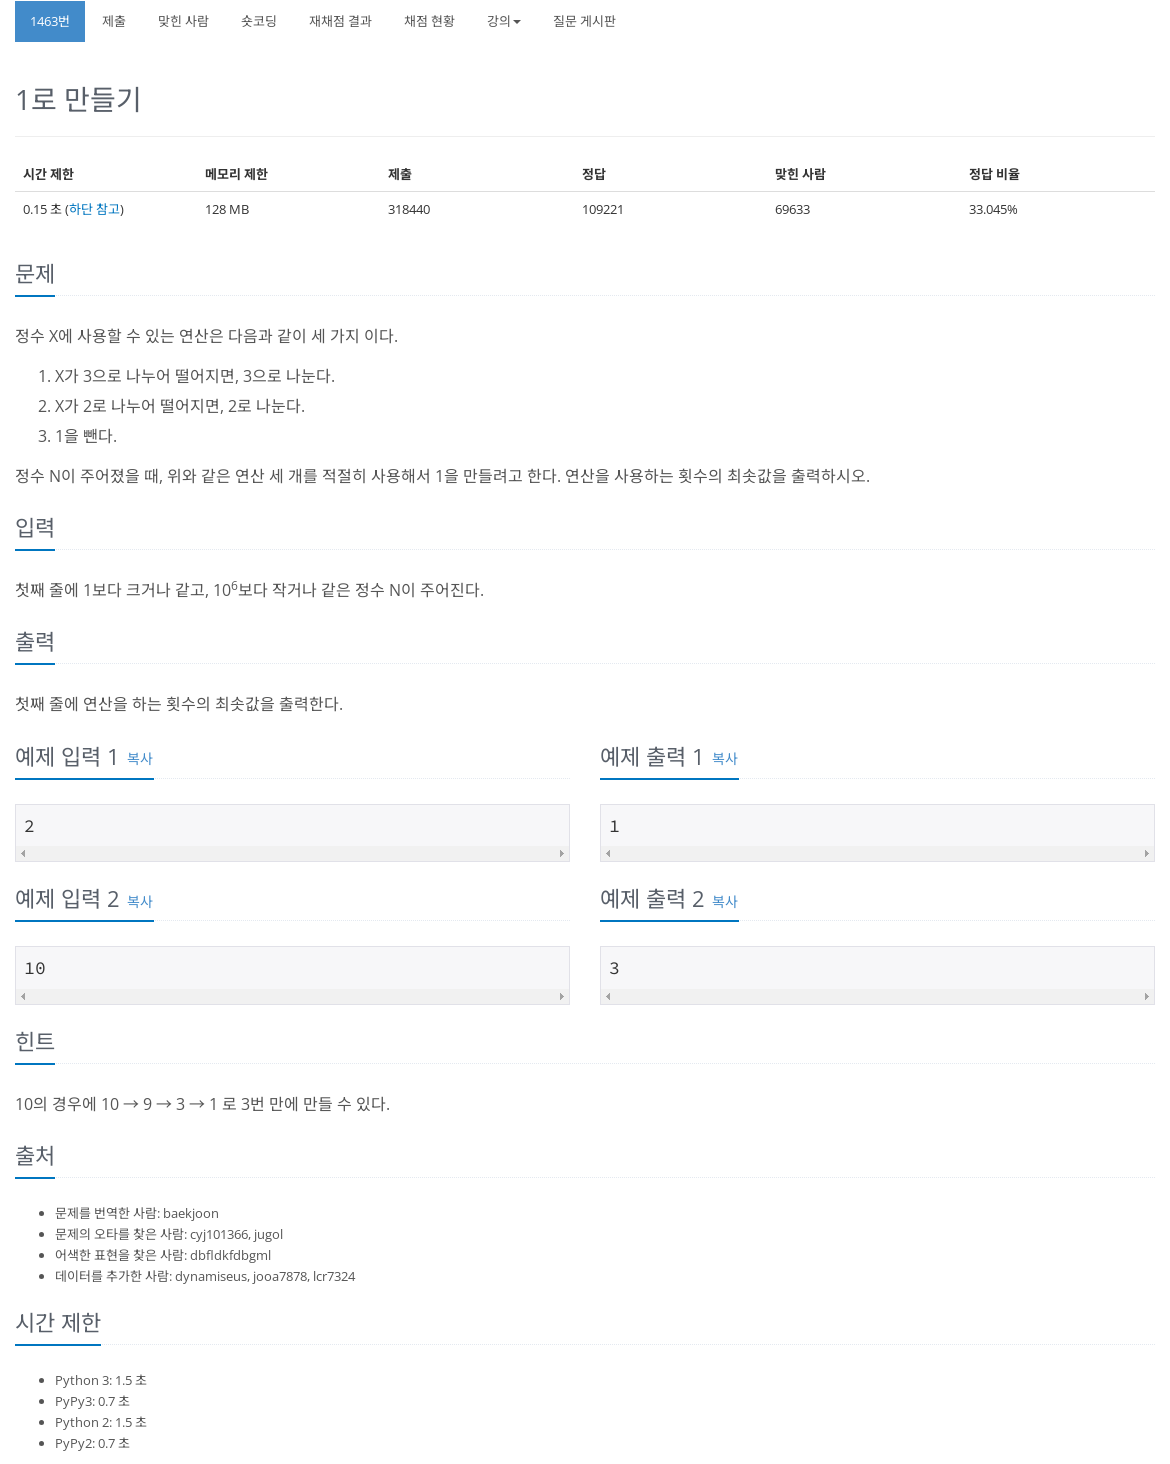 1463번 제출 맞힌 사람 숏코딩 재채점 결과 채점 현황 강의 질문 게시판
1로 만들기
시간 제한 메모리 제한 제출 정답 맞힌 사람 정답 비율
0.15 초 (하단 참고) 128 MB 318440 109221 69633 33.045%
문제
정수 X에 사용할 수 있는 연산은 다음과 같이 세 가지 이다.
1. X가 3으로 나누어 떨어지면, 3으로 나눈다.
2. X가 2로 나누어 떨어지면, 2로 나눈다.
3. 1을 뺀다.
정수 N이 주어졌을 때, 위와 같은 연산 세 개를 적절히 사용해서 1을 만들려고 한다. 연산을 사용하는 횟수의 최솟값을 출력하시오.
입력
첫째 줄에 1보다 크거나 같고, 10⁶보다 작거나 같은 정수 N이 주어진다.
출력
첫째 줄에 연산을 하는 횟수의 최솟값을 출력한다.
예제 입력 1 복사 예제 출력 1 복사
2 1
예제 입력 2 복사 예제 출력 2 복사
10 3
힌트
10의 경우에 10 → 9 → 3 → 1 로 3번 만에 만들 수 있다.
출처
• 문제를 번역한 사람: baekjoon
• 문제의 오타를 찾은 사람: cyj101366, jugol
• 어색한 표현을 찾은 사람: dbfldkfdbgml
• 데이터를 추가한 사람: dynamiseus, jooa7878, lcr7324
시간 제한
• Python 3: 1.5 초
• PyPy3: 0.7 초
• Python 2: 1.5 초
• PyPy2: 0.7 초